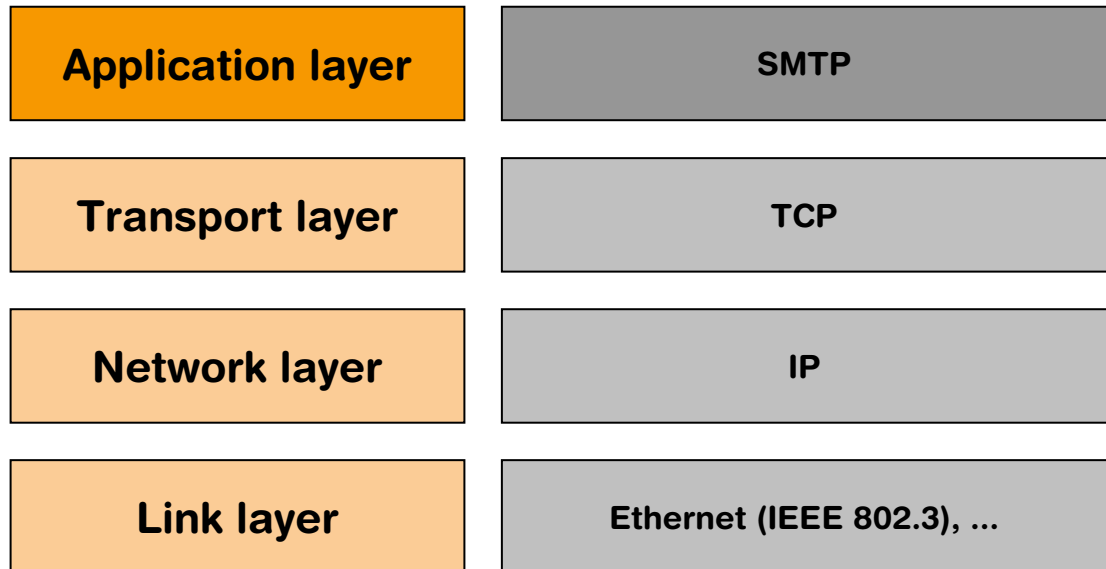 Application layer
SMTP
Transport layer
TCP
Network layer
IP
Link layer
Ethernet (IEEE 802.3), ...